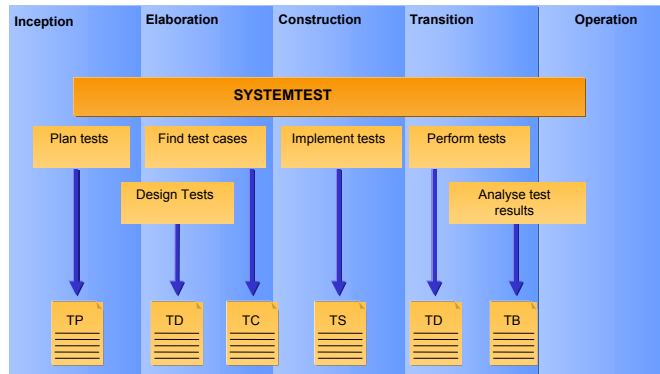 Inception Elaboration Construction Transition Operation
SYSTEMTEST
Plan tests Find test cases Implement tests Perform tests
Design Tests Analyse test
results
TP TD TC TS TD TB